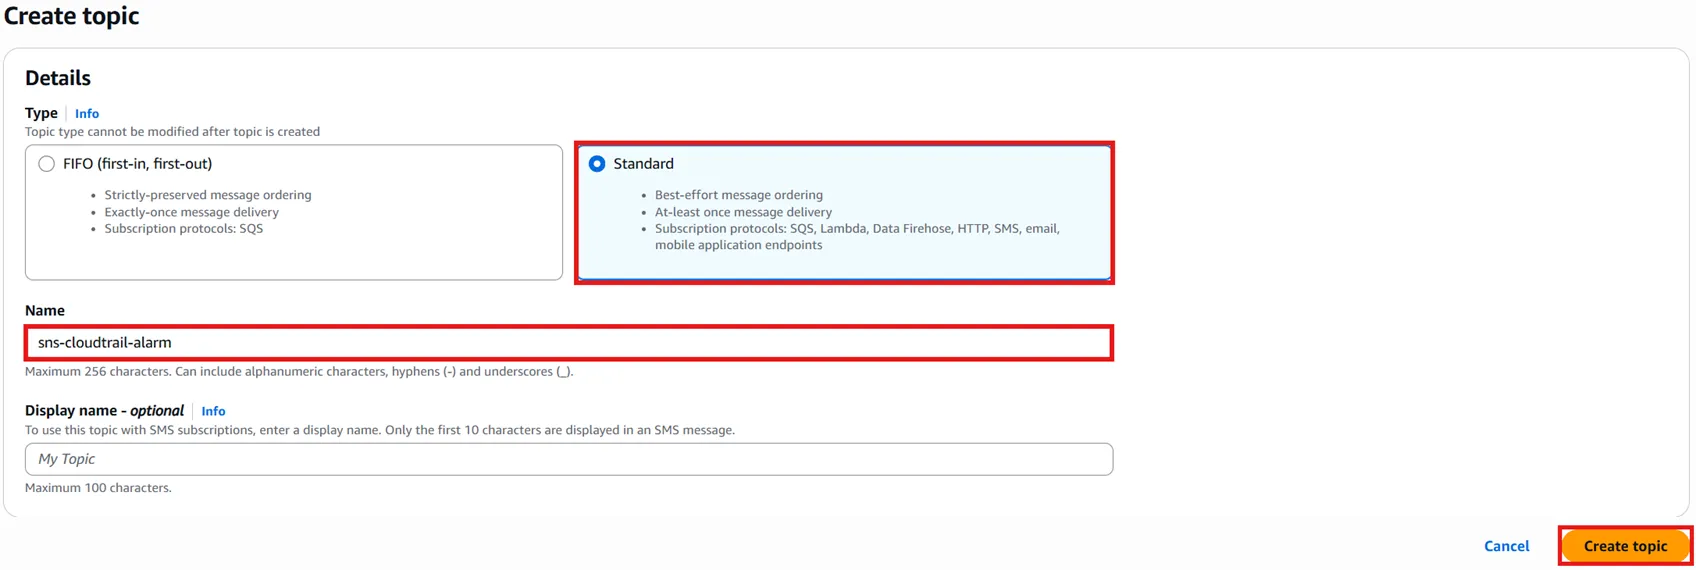 Create topic
Details
Type Info
Topic type cannot be modified after topic is created
FIFO (first-in, first-out)
• Strictly-preserved message ordering
• Exactly-once message delivery
• Subscription protocols: SQS
Standard
• Best-effort message ordering
• At-least once message delivery
• Subscription protocols: SQS, Lambda, Data Firehose, HTTP, SMS, email,
mobile application endpoints
Name
sns-cloudtrail-alarm
Maximum 256 characters. Can include alphanumeric characters, hyphens (-) and underscores (_).
Display name - optional Info
To use this topic with SMS subscriptions, enter a display name. Only the first 10 characters are displayed in an SMS message.
My Topic
Maximum 100 characters.
Cancel Create topic